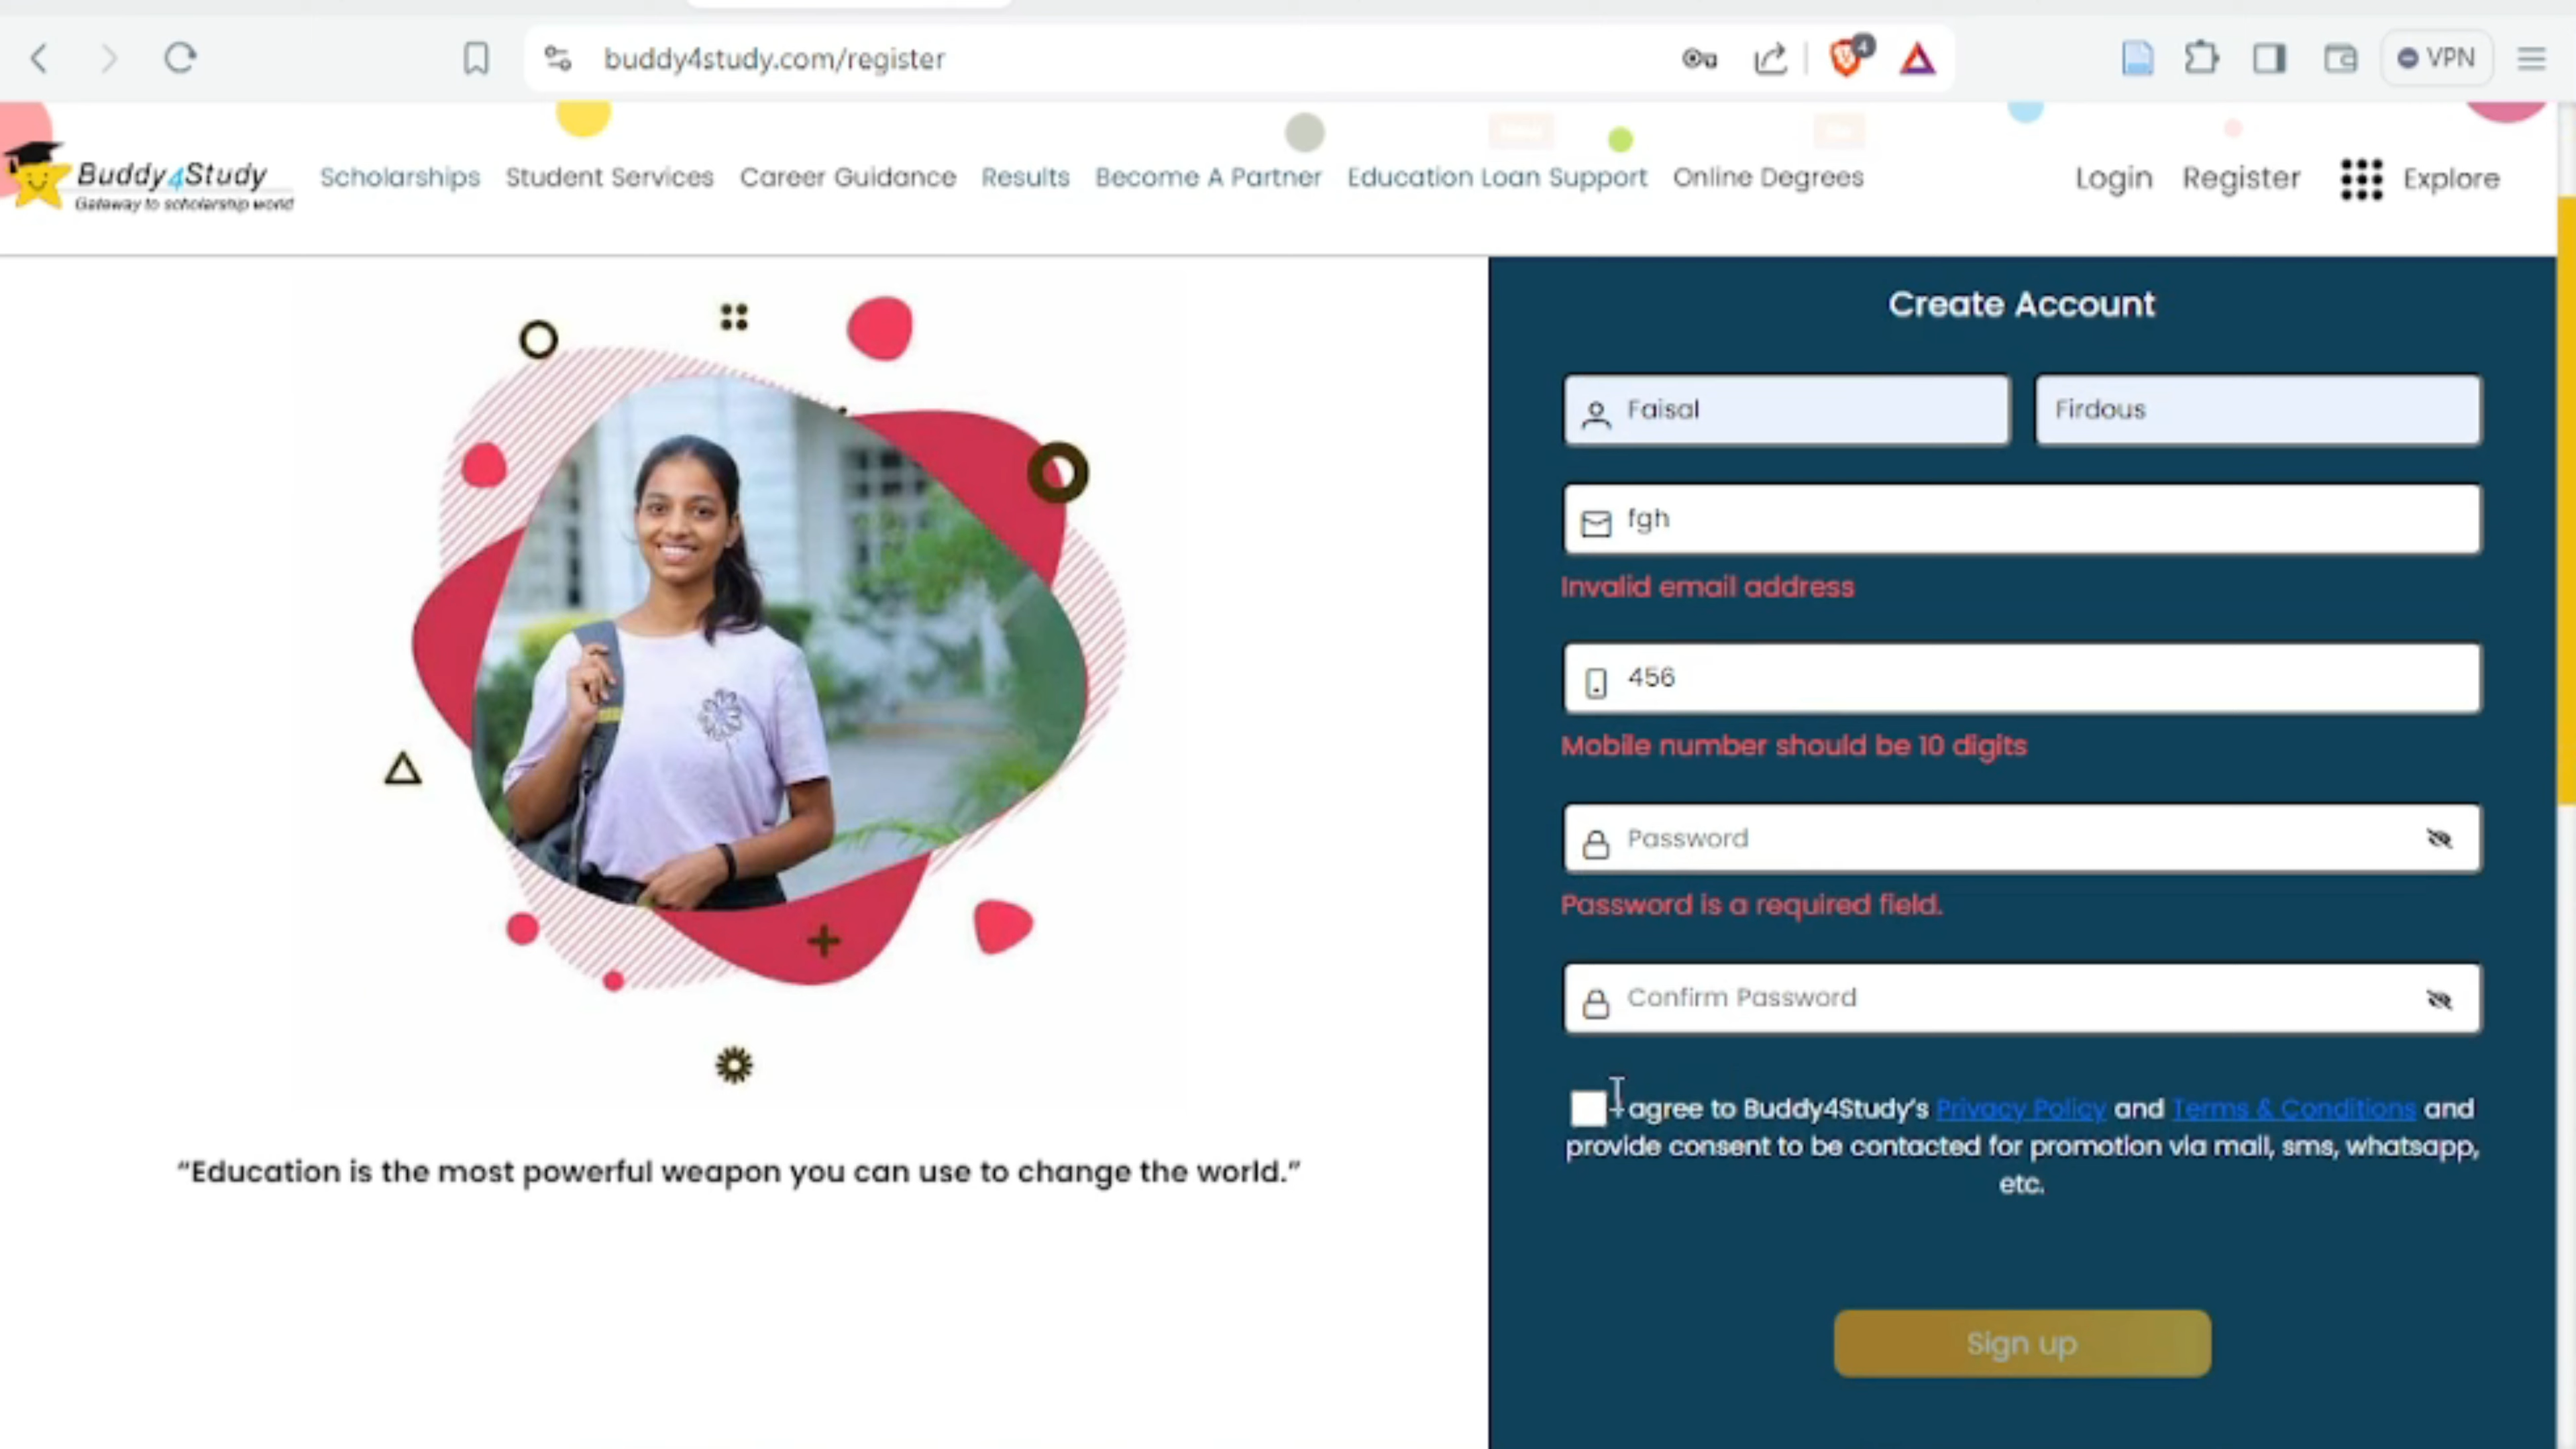 buddy4study.com/register
4
VPN
Buddy4Study
Gateway to scholarship world
Scholarships Student Services Career Guidance Results Become A Partner Education Loan Support Online Degrees
Login Register Explore
Create Account
Faisal Firdous
fgh
Invalid email address
456
Mobile number should be 10 digits
Password
Password is a required field.
Confirm Password
I agree to Buddy4Study's Privacy Policy and Terms & Conditions and
provide consent to be contacted for promotion via mail, sms, whatsapp,
etc.
"Education is the most powerful weapon you can use to change the world."
Sign up